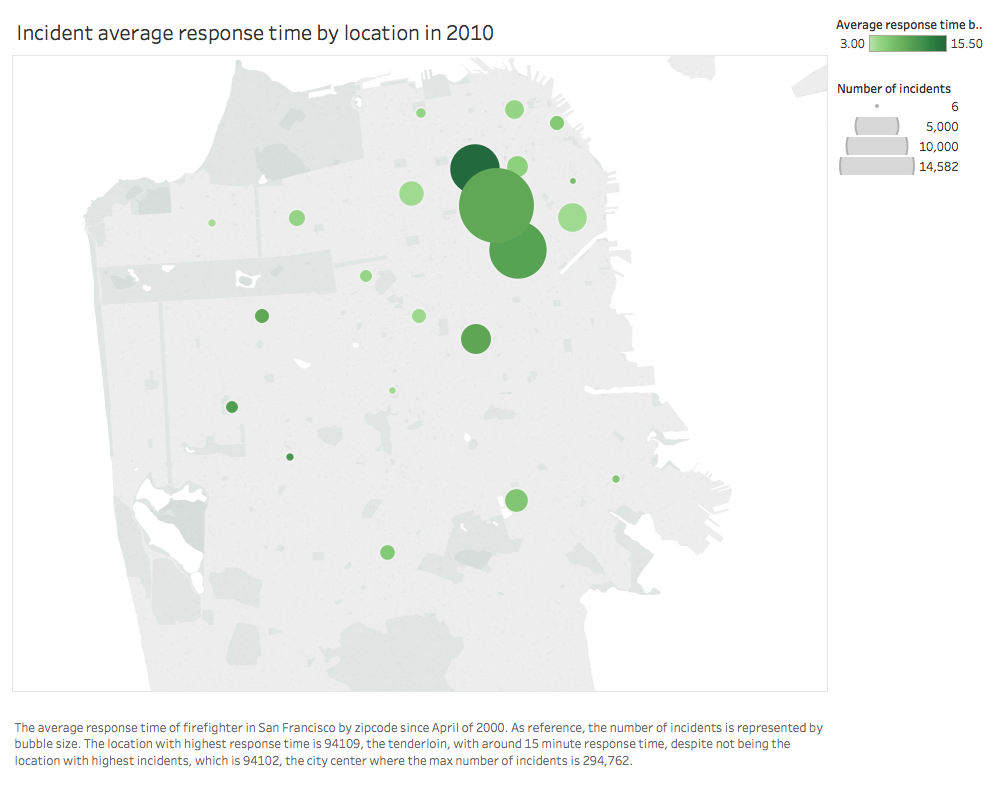 Incident average response time by location in 2010
Average response time b..
3.00 15.50
Number of incidents
6
5,000
10,000
14,582
The average response time of firefighter in San Francisco by zipcode since April of 2000. As reference, the number of incidents is represented by
bubble size. The location with highest response time is 94109, the tenderloin, with around 15 minute response time, despite not being the
location with highest incidents, which is 94102, the city center where the max number of incidents is 294,762.